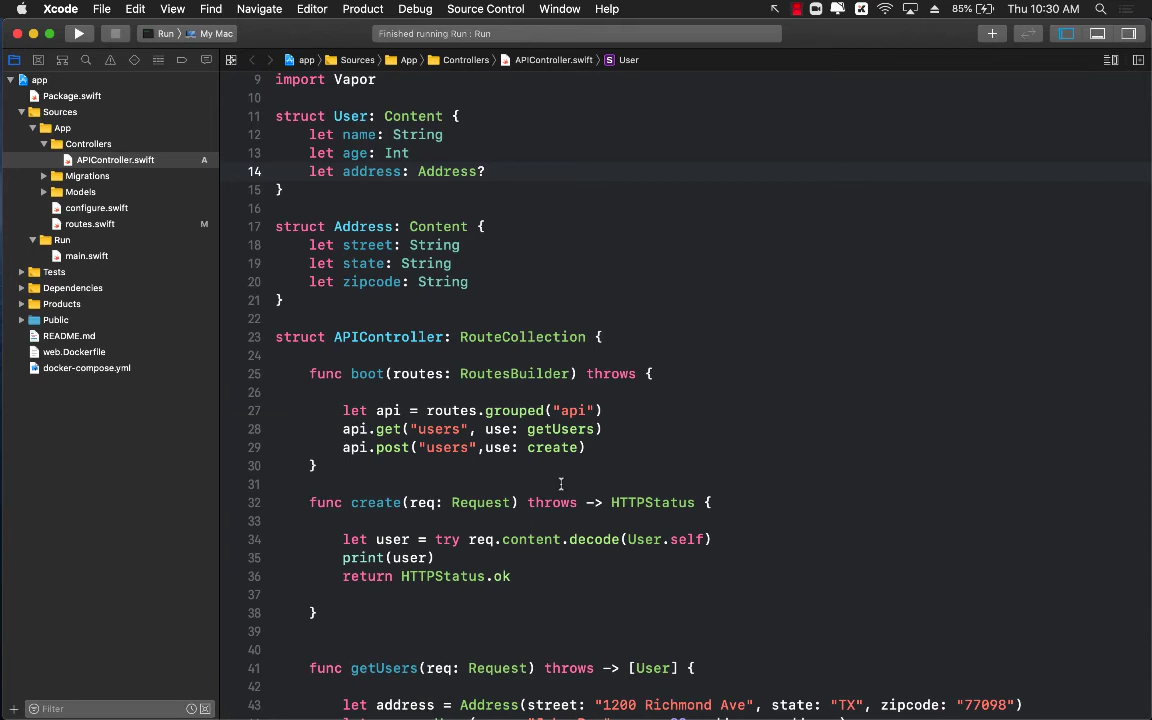 Xcode File Edit View Find Navigate Editor Product Debug Source Control Window Help 85% Thu 10:30 AM
Run My Mac Finished running Run : Run
app Sources App Controllers APIController.swift S User
app
Package.swift
Sources
App
Controllers
APIController.swift A
Migrations
Models
configure.swift
routes.swift M
Run
main.swift
Tests
Dependencies
Products
Public
README.md
web.Dockerfile
docker-compose.yml
Filter
9 import Vapor
10
11 struct User: Content {
12 let name: String
13 let age: Int
14 let address: Address?
15 }
16
17 struct Address: Content {
18 let street: String
19 let state: String
20 let zipcode: String
21 }
22
23 struct APIController: RouteCollection {
24
25 func boot(routes: RoutesBuilder) throws {
26
27 let api = routes.grouped("api")
28 api.get("users", use: getUsers)
29 api.post("users",use: create)
30 }
31
32 func create(req: Request) throws -> HTTPStatus {
33
34 let user = try req.content.decode(User.self)
35 print(user)
36 return HTTPStatus.ok
37
38 }
39
40
41 func getUsers(req: Request) throws -> [User] {
42
43 let address = Address(street: "1200 Richmond Ave", state: "TX", zipcode: "77098")